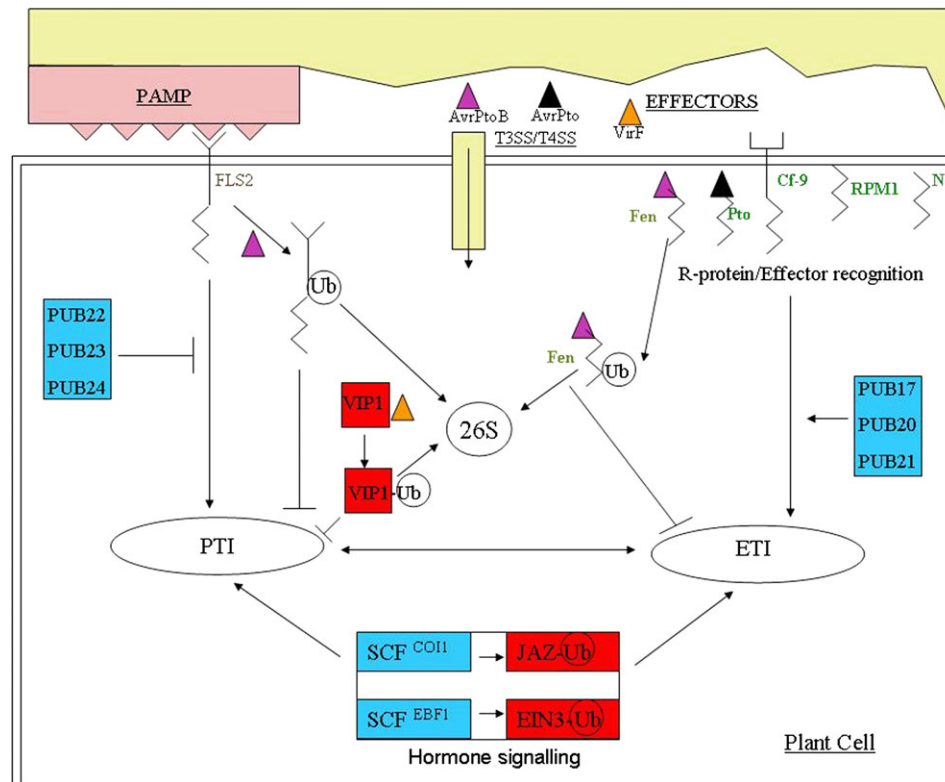 PAMP
AvrPtoB
AvrPto
EFFECTORS
VirF
T3SS/T4SS
FLS2
Cf-9
RPM1
N
Fen
Pto
R-protein/Effector recognition
Ub
PUB22
PUB23
PUB24
Fen
Ub
VIP1
26S
PUB17
PUB20
PUB21
VIP1-Ub
PTI
ETI
SCF COI1
JAZ-Ub
SCF EBF1
EIN3-Ub
Hormone signalling
Plant Cell